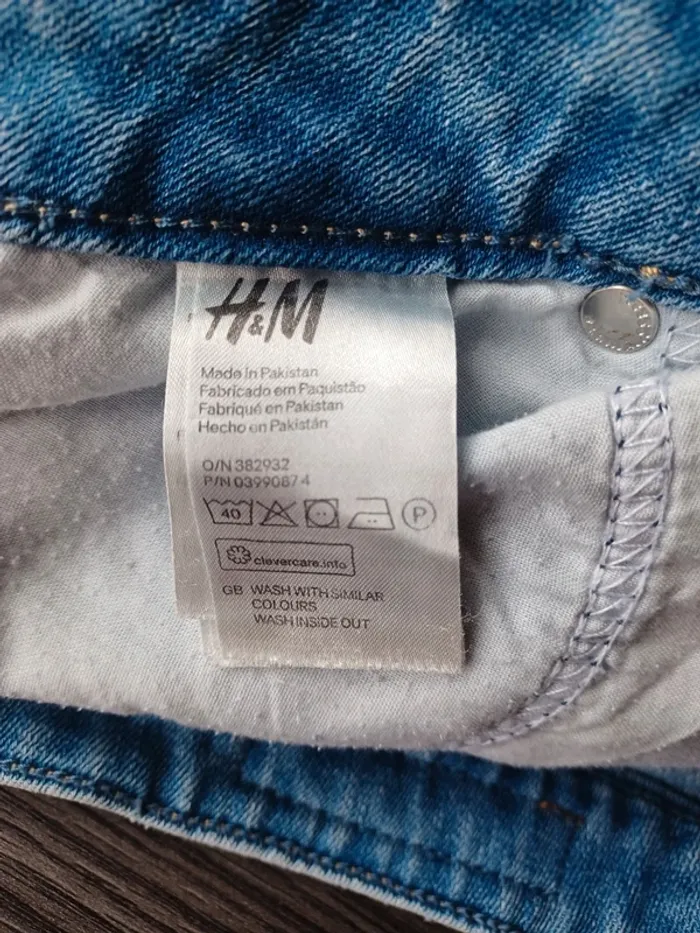 H&M
Made in Pakistan
Fabricado em Paquistão
Fabriqué en Pakistan
Hecho en Pakistán
O/N 382932
P/N 03990874
40 P
clevercare.info
GB WASH WITH SIMILAR
COLOURS
WASH INSIDE OUT